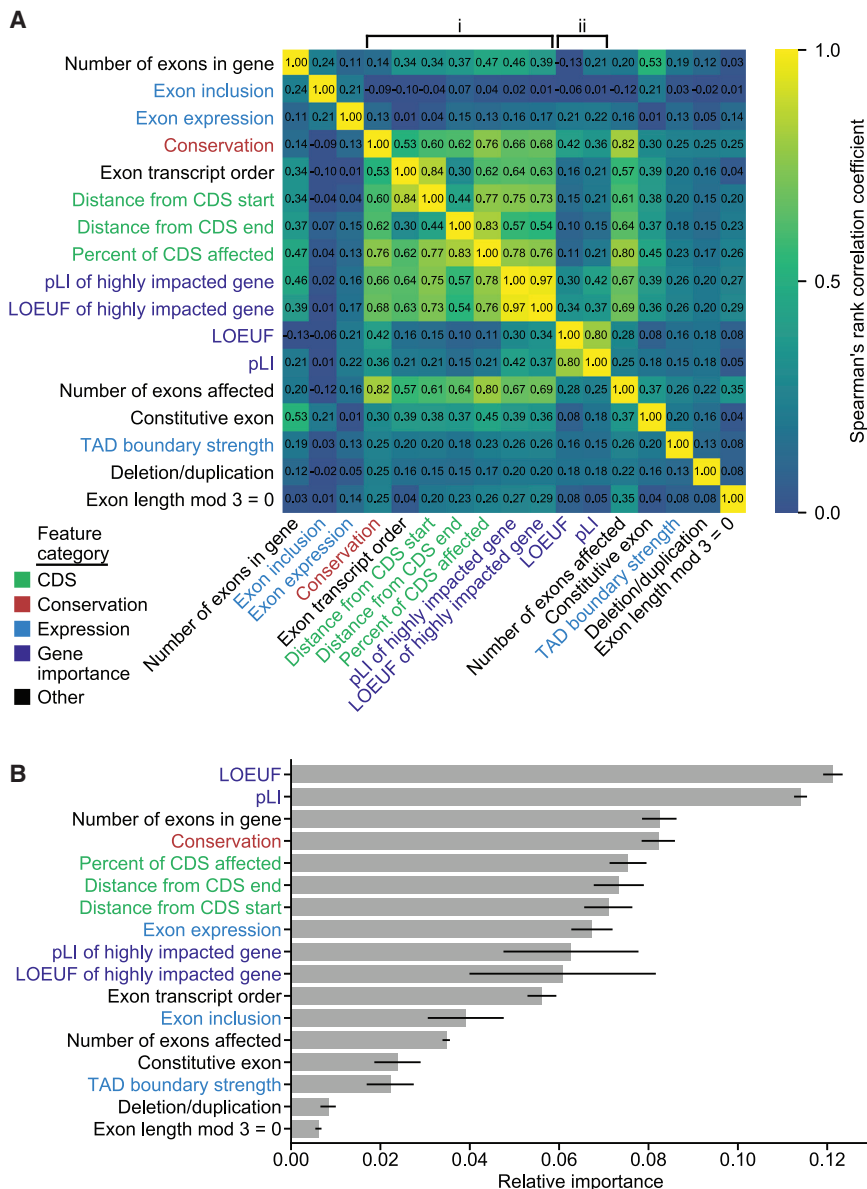 A
i
ii
Number of exons in gene 1.00 0.24 0.11 0.14 0.34 0.34 0.37 0.47 0.46 0.39 -0.13 0.21 0.20 0.53 0.19 0.12 0.03
Exon inclusion 0.24 1.00 0.21 -0.09 -0.10 -0.04 0.07 0.04 0.02 0.01 -0.06 0.01 -0.12 0.21 0.03 -0.02 0.01
Exon expression 0.11 0.21 1.00 0.13 0.01 0.04 0.15 0.13 0.16 0.17 0.21 0.22 0.16 0.01 0.13 0.05 0.14
Conservation 0.14 -0.09 0.13 1.00 0.53 0.60 0.62 0.76 0.66 0.68 0.42 0.36 0.82 0.30 0.25 0.25 0.25
Exon transcript order 0.34 -0.10 0.01 0.53 1.00 0.84 0.30 0.62 0.64 0.63 0.16 0.21 0.57 0.39 0.20 0.16 0.04
Distance from CDS start 0.34 -0.04 0.04 0.60 0.84 1.00 0.44 0.77 0.75 0.73 0.15 0.21 0.61 0.38 0.20 0.15 0.20
Distance from CDS end 0.37 0.07 0.15 0.62 0.30 0.44 1.00 0.83 0.57 0.54 0.10 0.15 0.64 0.37 0.18 0.15 0.23
Percent of CDS affected 0.47 0.04 0.13 0.76 0.62 0.77 0.83 1.00 0.78 0.76 0.11 0.21 0.80 0.45 0.23 0.17 0.26
pLI of highly impacted gene 0.46 0.02 0.16 0.66 0.64 0.75 0.57 0.78 1.00 0.97 0.30 0.42 0.67 0.39 0.26 0.20 0.27
LOEUF of highly impacted gene 0.39 0.01 0.17 0.68 0.63 0.73 0.54 0.76 0.97 1.00 0.34 0.37 0.69 0.36 0.26 0.20 0.29
LOEUF -0.13 -0.06 0.21 0.42 0.16 0.15 0.10 0.11 0.30 0.34 1.00 0.80 0.28 0.08 0.16 0.18 0.08
pLI 0.21 0.01 0.22 0.36 0.21 0.21 0.15 0.21 0.42 0.37 0.80 1.00 0.25 0.18 0.15 0.18 0.05
Number of exons affected 0.20 -0.12 0.16 0.82 0.57 0.61 0.64 0.80 0.67 0.69 0.28 0.25 1.00 0.37 0.26 0.22 0.35
Constitutive exon 0.53 0.21 0.01 0.30 0.39 0.38 0.37 0.45 0.39 0.36 0.08 0.18 0.37 1.00 0.20 0.16 0.04
TAD boundary strength 0.19 0.03 0.13 0.25 0.20 0.20 0.18 0.23 0.26 0.26 0.16 0.15 0.26 0.20 1.00 0.13 0.08
Deletion/duplication 0.12 -0.02 0.05 0.25 0.16 0.15 0.15 0.17 0.20 0.20 0.18 0.18 0.22 0.16 0.13 1.00 0.08
Exon length mod 3 = 0 0.03 0.01 0.14 0.25 0.04 0.20 0.23 0.26 0.27 0.29 0.08 0.05 0.35 0.04 0.08 0.08 1.00
Number of exons in gene
Exon inclusion
Exon expression
Conservation
Exon transcript order
Distance from CDS start
Distance from CDS end
Percent of CDS affected
pLI of highly impacted gene
LOEUF of highly impacted gene
LOEUF
pLI
Number of exons affected
Constitutive exon
TAD boundary strength
Deletion/duplication
Exon length mod 3 = 0
1.0
0.5
0.0
Spearman's rank correlation coefficient
Feature
category
CDS
Conservation
Expression
Gene
importance
Other
B
LOEUF
pLI
Number of exons in gene
Conservation
Percent of CDS affected
Distance from CDS end
Distance from CDS start
Exon expression
pLI of highly impacted gene
LOEUF of highly impacted gene
Exon transcript order
Exon inclusion
Number of exons affected
Constitutive exon
TAD boundary strength
Deletion/duplication
Exon length mod 3 = 0
0.00 0.02 0.04 0.06 0.08 0.10 0.12
Relative importance